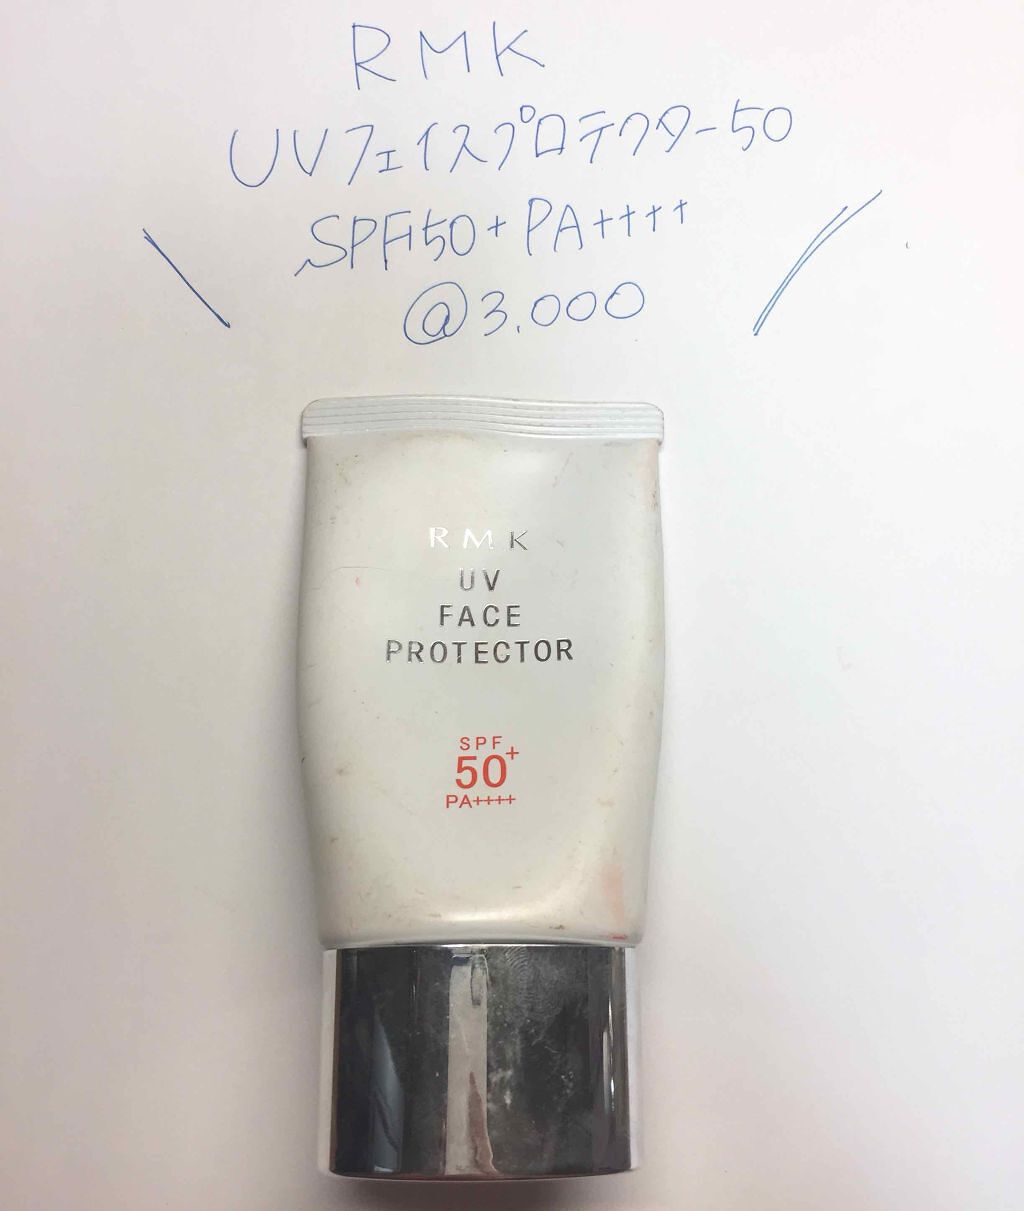 RMK
UVフェイスプロテクター50
SPF50+PA++++
@3,000
RMK
UV
FACE
PROTECTOR
SPF
50+
PA++++